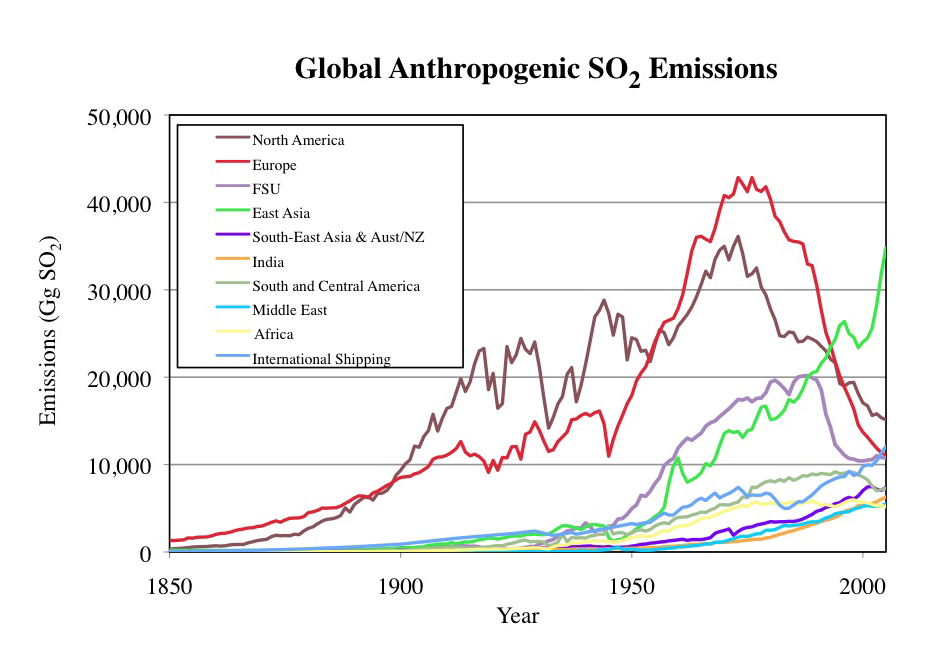 Global Anthropogenic SO2 Emissions
50,000
40,000
30,000
20,000
10,000
0
Emissions (Gg SO2)
North America
Europe
FSU
East Asia
South-East Asia & Aust/NZ
India
South and Central America
Middle East
Africa
International Shipping
1850 1900 1950 2000
Year